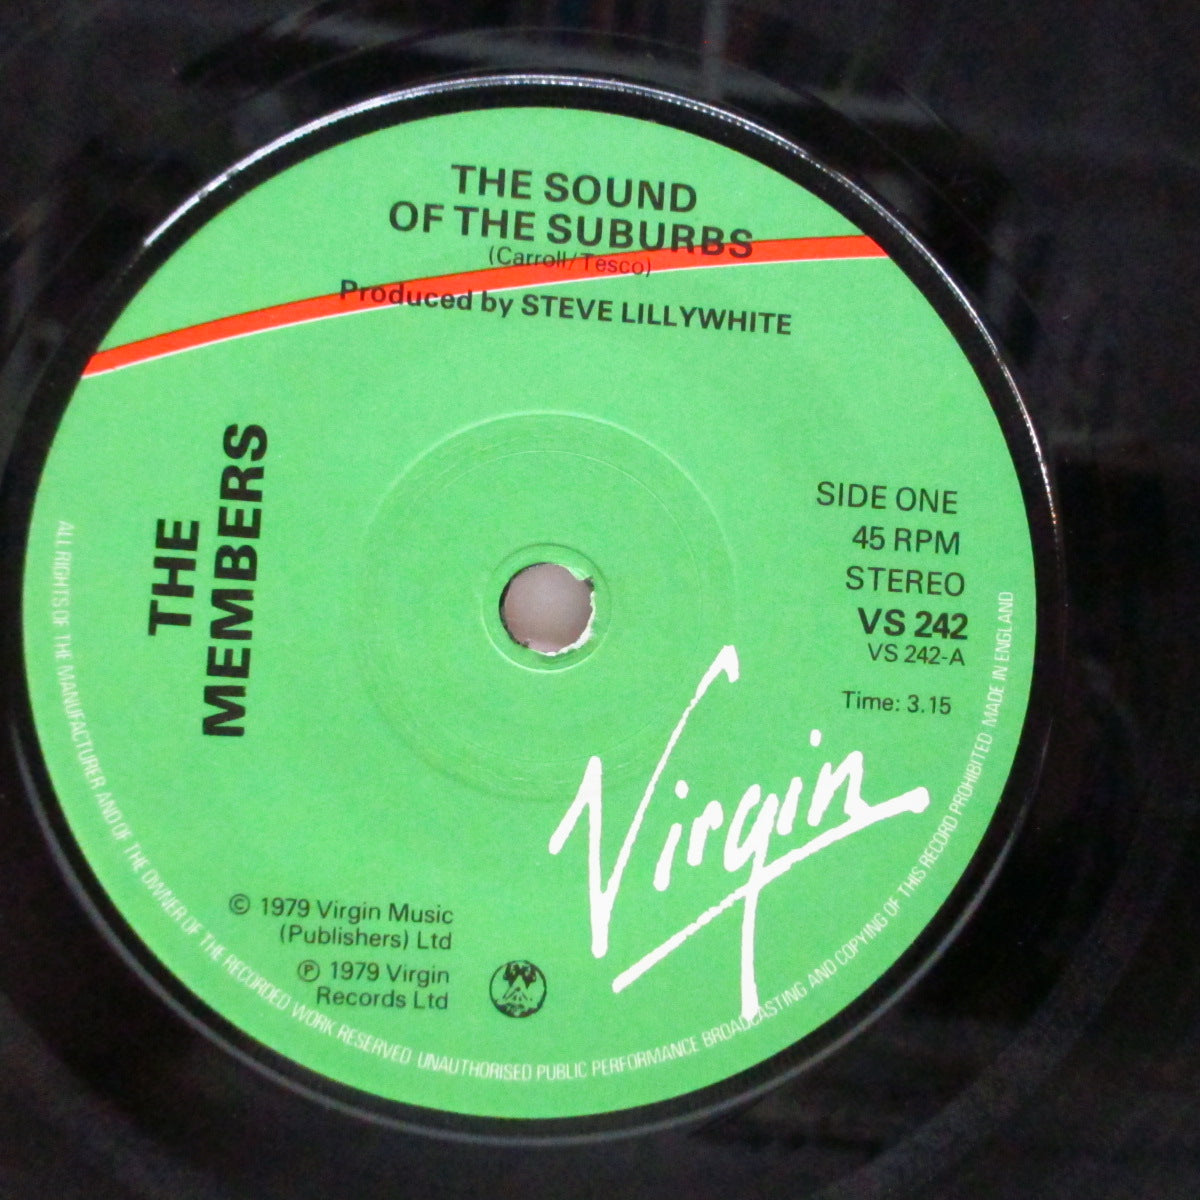 THE SOUND
OF THE SUBURBS
(Carroll/Tesco)
Produced by STEVE LILLYWHITE
THE
MEMBERS
SIDE ONE
45 RPM
STEREO
VS 242
VS 242-A
Time: 3.15
Virgin
© 1979 Virgin Music
(Publishers) Ltd
℗ 1979 Virgin
Records Ltd
ALL RIGHTS OF THE MANUFACTURER AND OF THE OWNER OF THE RECORDED WORK RESERVED UNAUTHORISED PUBLIC PERFORMANCE BROADCASTING AND COPYING OF THIS RECORD PROHIBITED MADE IN ENGLAND